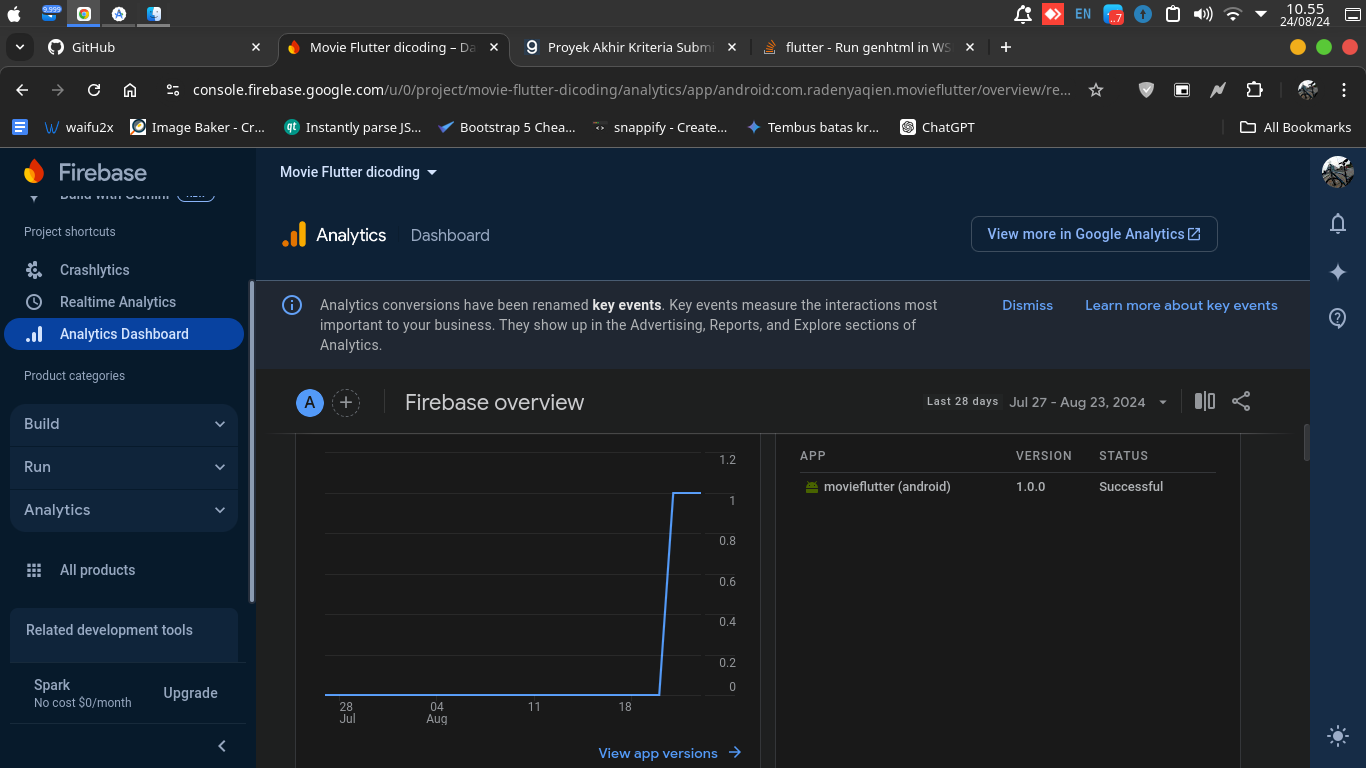 9.999
EN
..7
10.55
24/08/24
GitHub
Movie Flutter dicoding – Da
Proyek Akhir Kriteria Submi
flutter - Run genhtml in WS
console.firebase.google.com/u/0/project/movie-flutter-dicoding/analytics/app/android:com.radenyaqien.movieflutter/overview/re...
waifu2x
Image Baker - Cr...
qt
Instantly parse JS...
Bootstrap 5 Chea...
snappify - Create...
Tembus batas kr...
ChatGPT
All Bookmarks
Firebase
Build with Gemini
Project shortcuts
Crashlytics
Realtime Analytics
Analytics Dashboard
Product categories
Build
Run
Analytics
All products
Related development tools
Spark
No cost $0/month
Upgrade
Movie Flutter dicoding
Analytics
Dashboard
View more in Google Analytics
Analytics conversions have been renamed key events. Key events measure the interactions most
important to your business. They show up in the Advertising, Reports, and Explore sections of
Analytics.
Dismiss
Learn more about key events
A
Firebase overview
Last 28 days
Jul 27 - Aug 23, 2024
1.2
1
0.8
0.6
0.4
0.2
0
28
Jul
04
Aug
11
18
View app versions
APP VERSION STATUS
movieflutter (android) 1.0.0 Successful